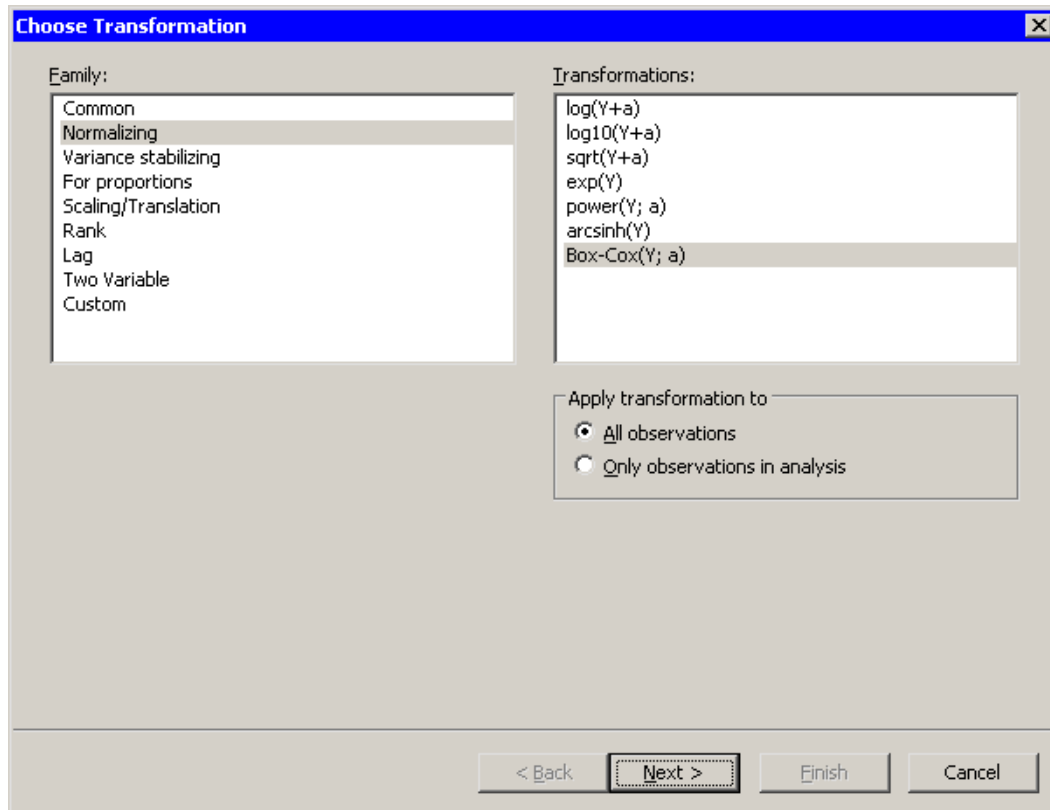 Choose Transformation
Family:
Common
Normalizing
Variance stabilizing
For proportions
Scaling/Translation
Rank
Lag
Two Variable
Custom
Transformations:
log(Y+a)
log10(Y+a)
sqrt(Y+a)
exp(Y)
power(Y; a)
arcsinh(Y)
Box-Cox(Y; a)
Apply transformation to
All observations
Only observations in analysis
< Back Next > Finish Cancel